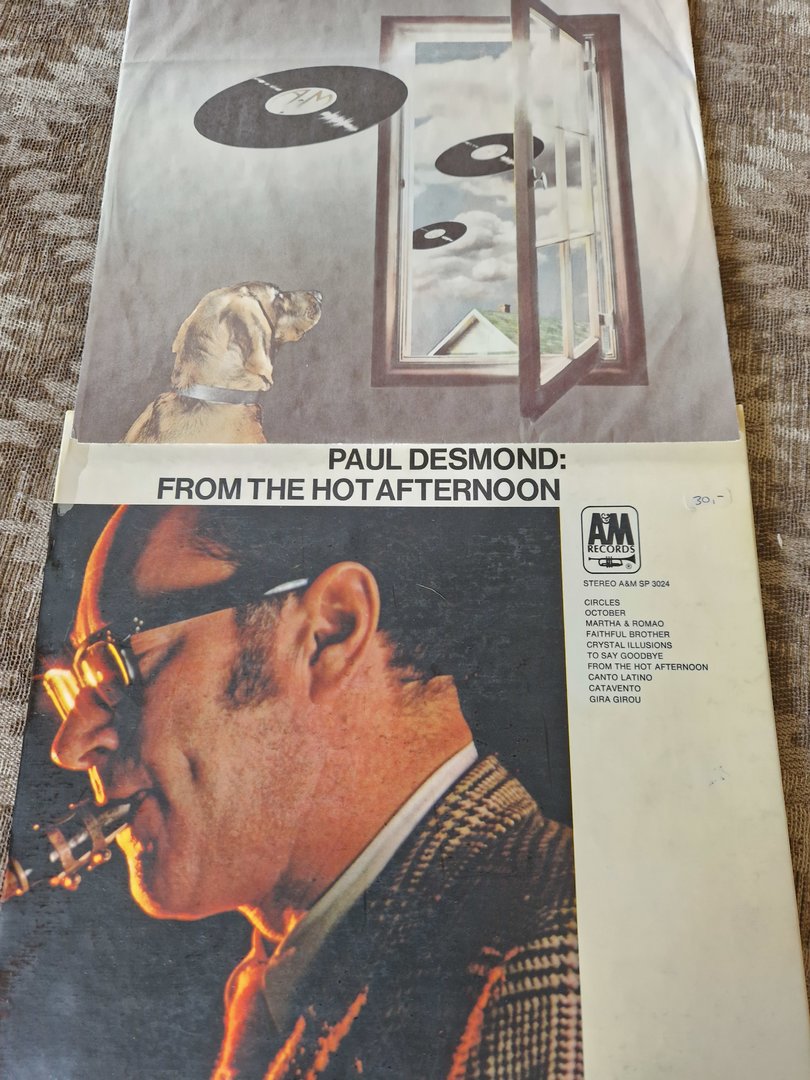 A&M
PAUL DESMOND:
FROM THE HOT AFTERNOON
30,-
A&M
RECORDS
®
STEREO A&M SP 3024
CIRCLES
OCTOBER
MARTHA & ROMAO
FAITHFUL BROTHER
CRYSTAL ILLUSIONS
TO SAY GOODBYE
FROM THE HOT AFTERNOON
CANTO LATINO
CATAVENTO
GIRA GIROU